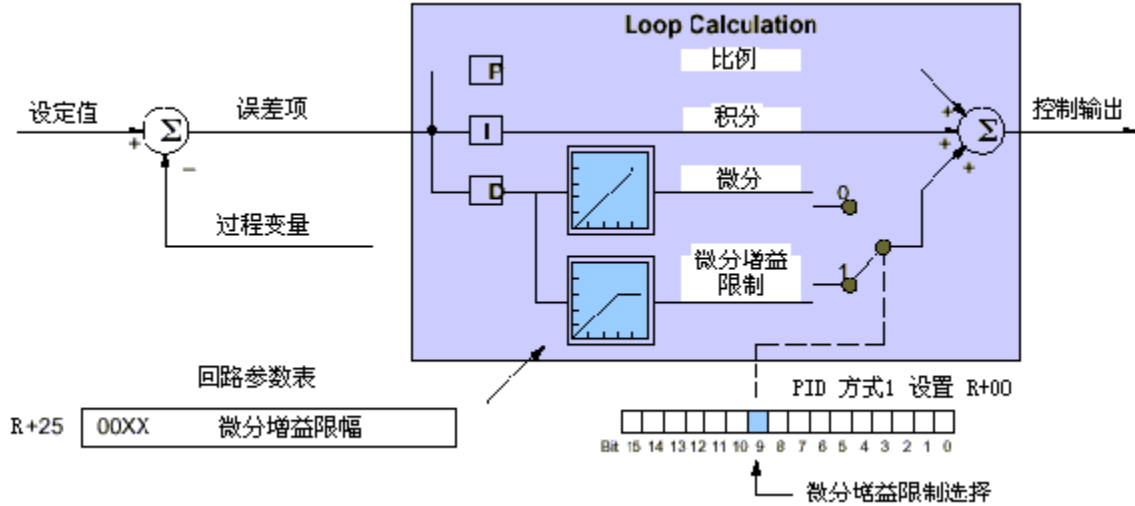 Loop Calculation
P
比例
设定值
Σ
误差项
I
积分
+
+
Σ
控制输出
+
−
+
D
微分
0
+
过程变量
微分增益
限制
1
回路参数表
PID 方式1 设置 R+00
R+25 00XX 微分增益限幅
Bit 15 14 13 12 11 10 9 8 7 6 5 4 3 2 1 0
微分增益限制选择